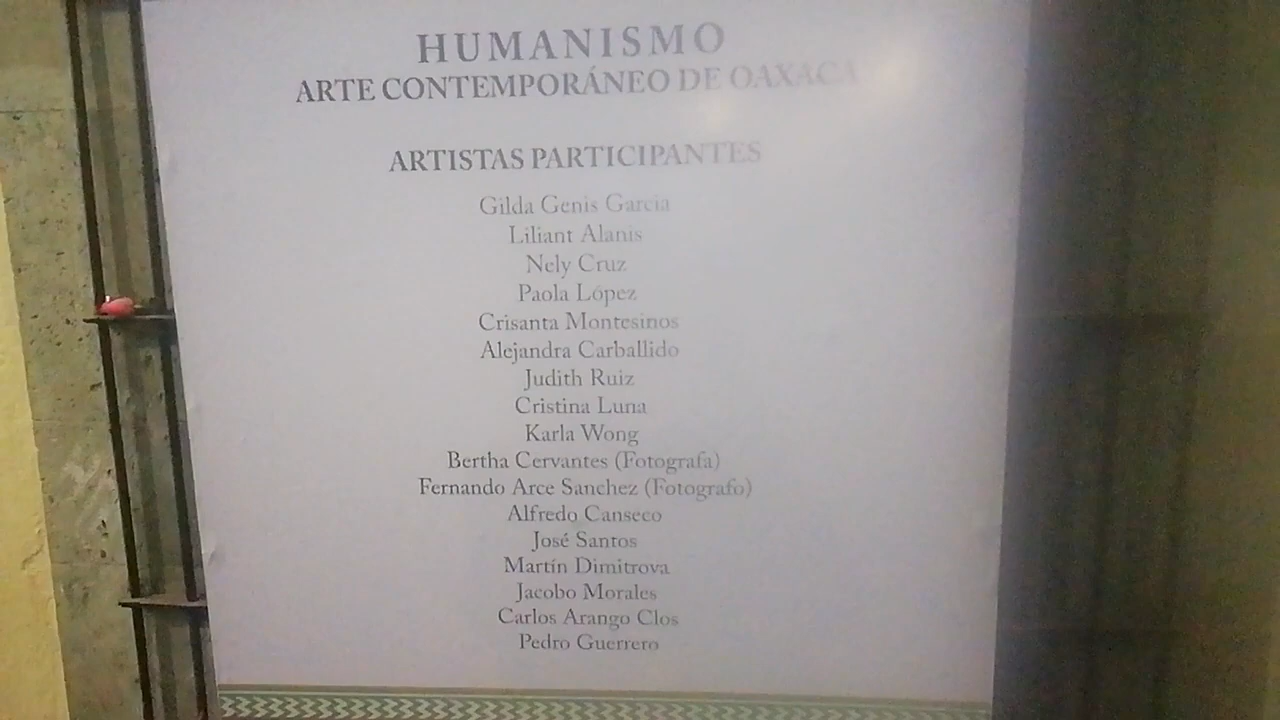 HUMANISMO
ARTE CONTEMPORÁNEO DE OAXACA
ARTISTAS PARTICIPANTES
Gilda Genis Garcia
Liliant Alanis
Nely Cruz
Paola López
Crisanta Montesinos
Alejandra Carballido
Judith Ruiz
Cristina Luna
Karla Wong
Bertha Cervantes (Fotografa)
Fernando Arce Sanchez (Fotografo)
Alfredo Canseco
José Santos
Martín Dimitrova
Jacobo Morales
Carlos Arango Clos
Pedro Guerrero